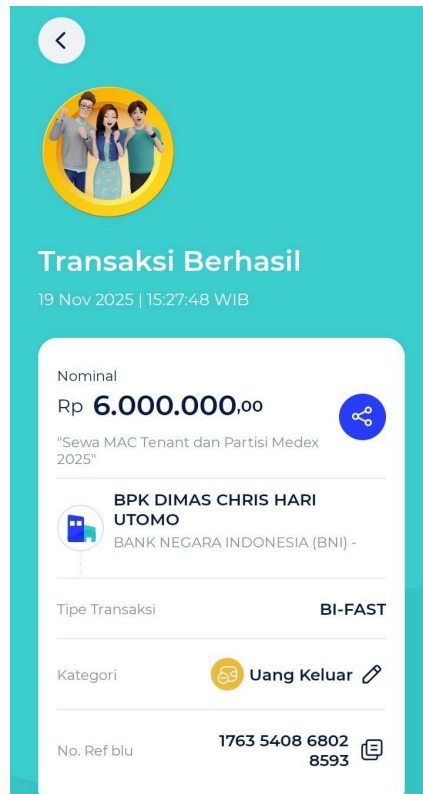 Transaksi Berhasil
19 Nov 2025 | 15:27:48 WIB
Nominal
Rp 6.000.000,00
"Sewa MAC Tenant dan Partisi Medex
2025"
BPK DIMAS CHRIS HARI
UTOMO
BANK NEGARA INDONESIA (BNI) -
Tipe Transaksi BI-FAST
Kategori Uang Keluar
No. Ref blu 1763 5408 6802
8593